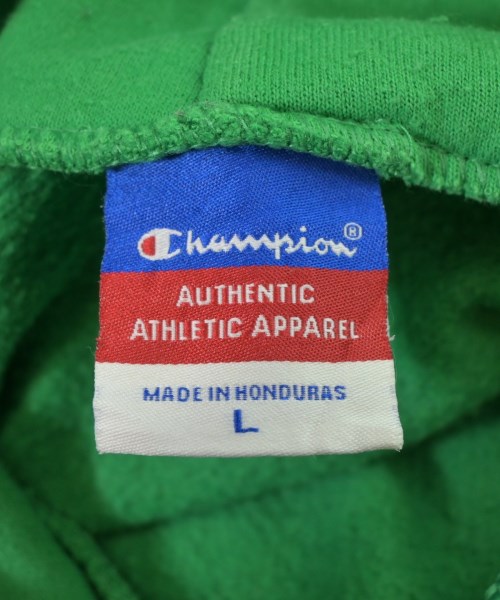 Champion®
AUTHENTIC
ATHLETIC APPAREL
MADE IN HONDURAS
L